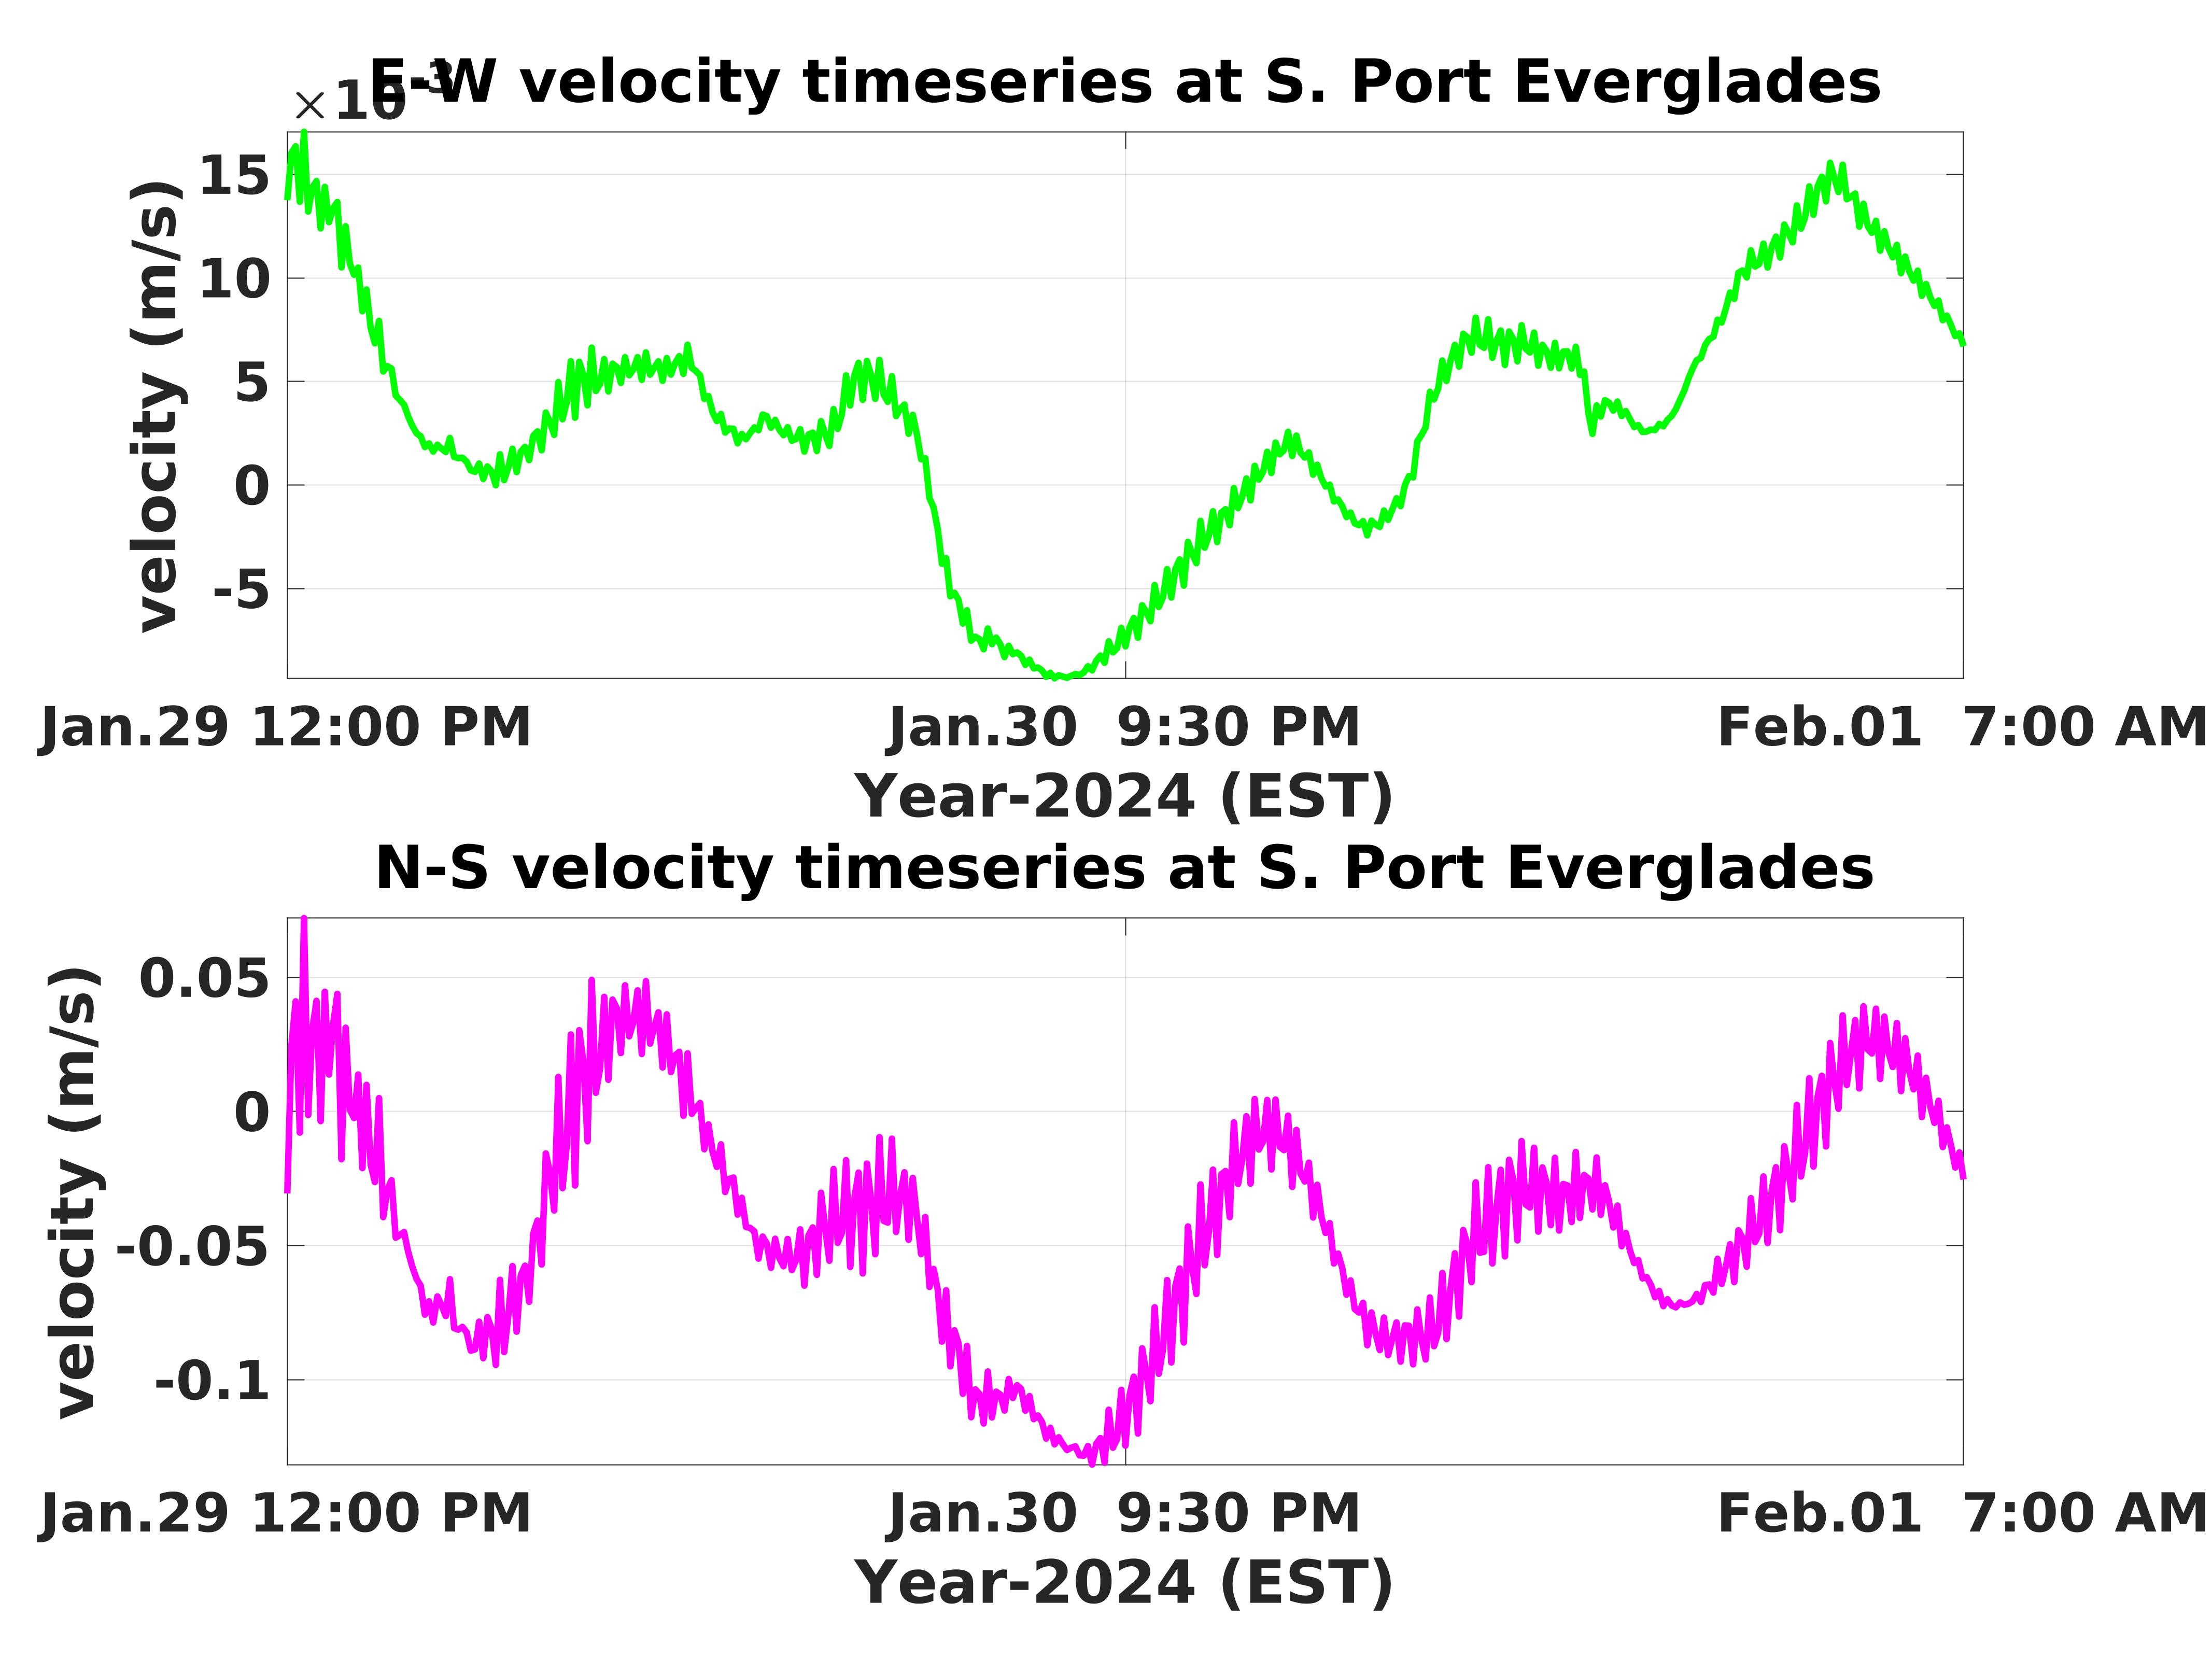 E-W velocity timeseries at S. Port Everglades
×10-3
velocity (m/s)
15
10
5
0
-5
Jan.29 12:00 PM Jan.30 9:30 PM Feb.01 7:00 AM
Year-2024 (EST)
N-S velocity timeseries at S. Port Everglades
velocity (m/s)
0.05
0
-0.05
-0.1
Jan.29 12:00 PM Jan.30 9:30 PM Feb.01 7:00 AM
Year-2024 (EST)